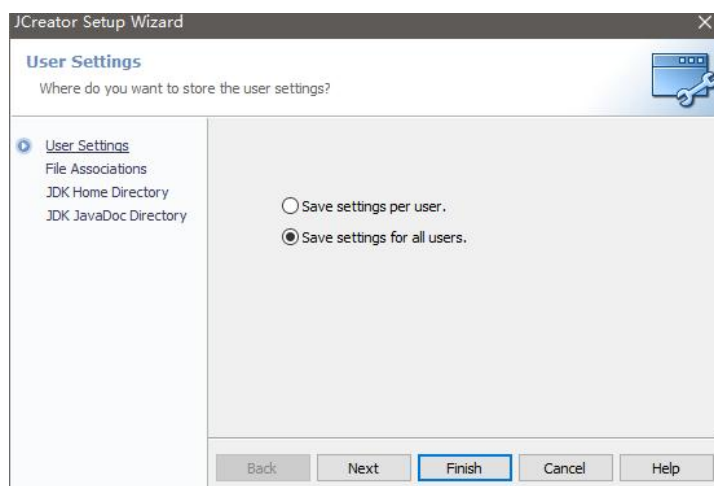 JCreator Setup Wizard
User Settings
Where do you want to store the user settings?
User Settings
File Associations
JDK Home Directory
JDK JavaDoc Directory
Save settings per user.
Save settings for all users.
Back Next Finish Cancel Help